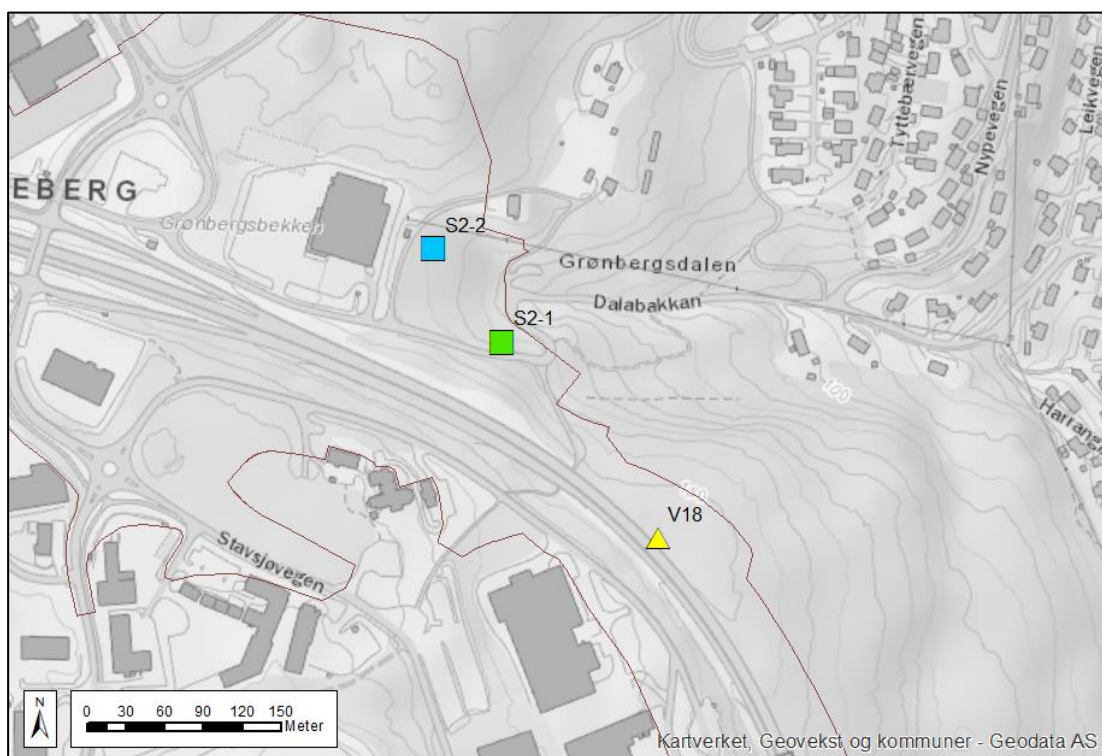 Tyttebærvegen
Nypevegen
Leikvegen
EBERG
Grønbergsbekken
S2-2
Grønbergsdalen
Dalabakkan
S2-1
100
Harrangv
100
V18
Stavsjøvegen
N
0 30 60 90 120 150
Meter
Kartverket, Geovekst og kommuner - Geodata AS